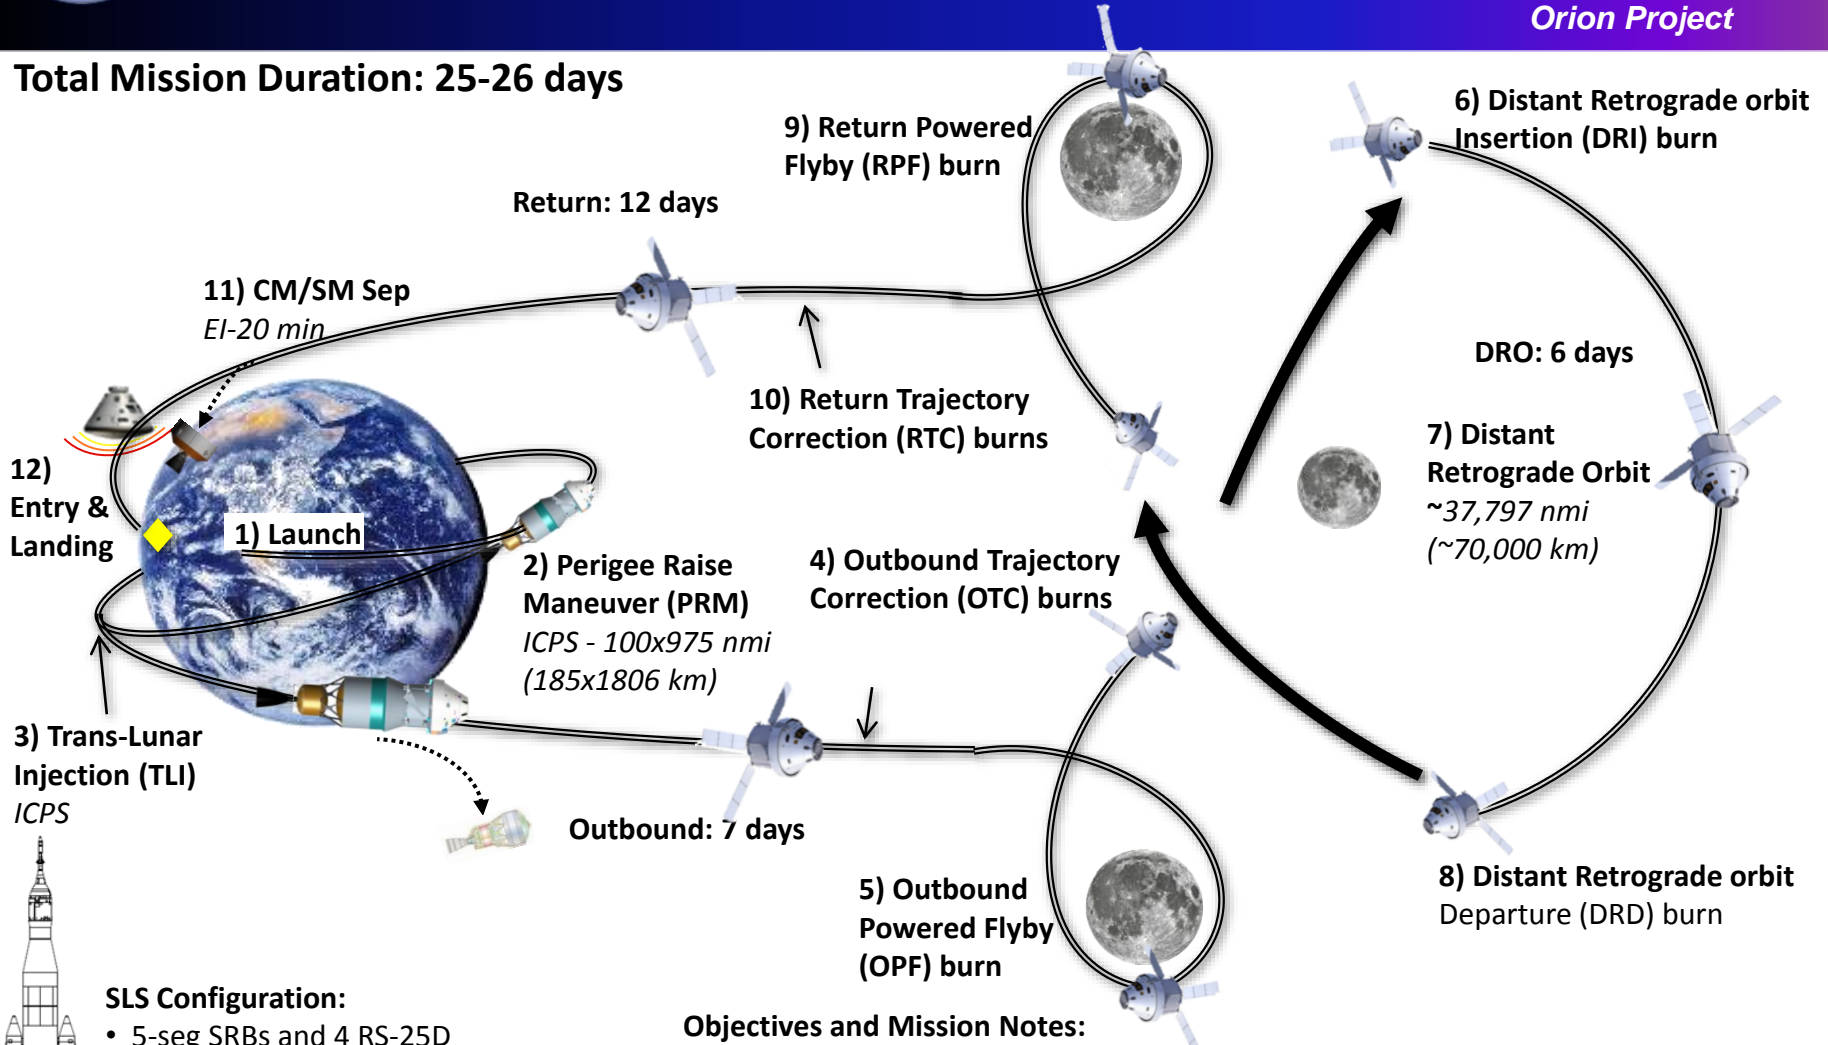 Orion Project
Total Mission Duration: 25-26 days
6) Distant Retrograde orbit
Insertion (DRI) burn
9) Return Powered
Flyby (RPF) burn
Return: 12 days
11) CM/SM Sep
EI-20 min
DRO: 6 days
10) Return Trajectory
Correction (RTC) burns
7) Distant
Retrograde Orbit
~37,797 nmi
(~70,000 km)
12)
Entry &
Landing
1) Launch
2) Perigee Raise
Maneuver (PRM)
ICPS - 100x975 nmi
(185x1806 km)
4) Outbound Trajectory
Correction (OTC) burns
3) Trans-Lunar
Injection (TLI)
ICPS
Outbound: 7 days
5) Outbound
Powered Flyby
(OPF) burn
8) Distant Retrograde orbit
Departure (DRD) burn
SLS Configuration:
• 5-seg SRBs and 4 RS-25D
Objectives and Mission Notes: